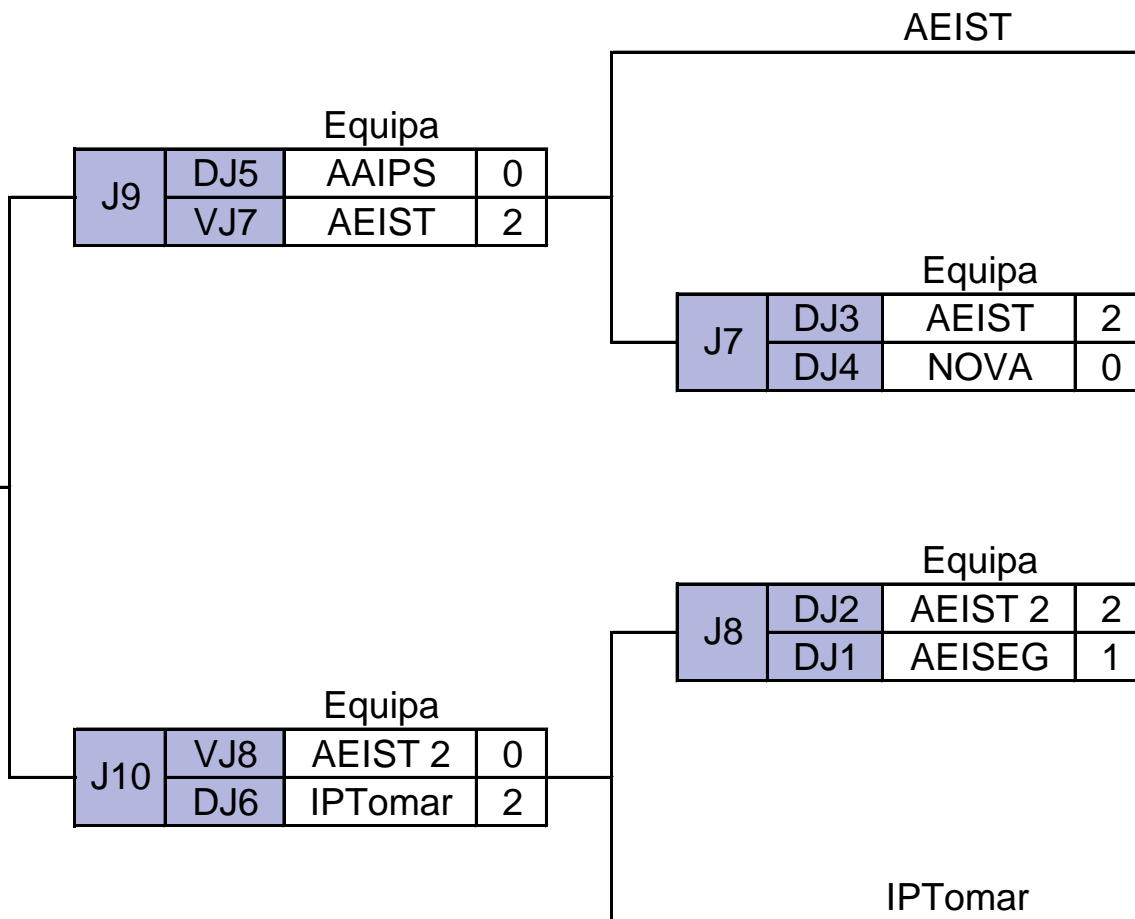 AEIST
Equipa
J9 DJ5 AAIPS 0
VJ7 AEIST 2
Equipa
J7 DJ3 AEIST 2
DJ4 NOVA 0
Equipa
J8 DJ2 AEIST 2 2
DJ1 AEISEG 1
Equipa
J10 VJ8 AEIST 2 0
DJ6 IPTomar 2
IPTomar